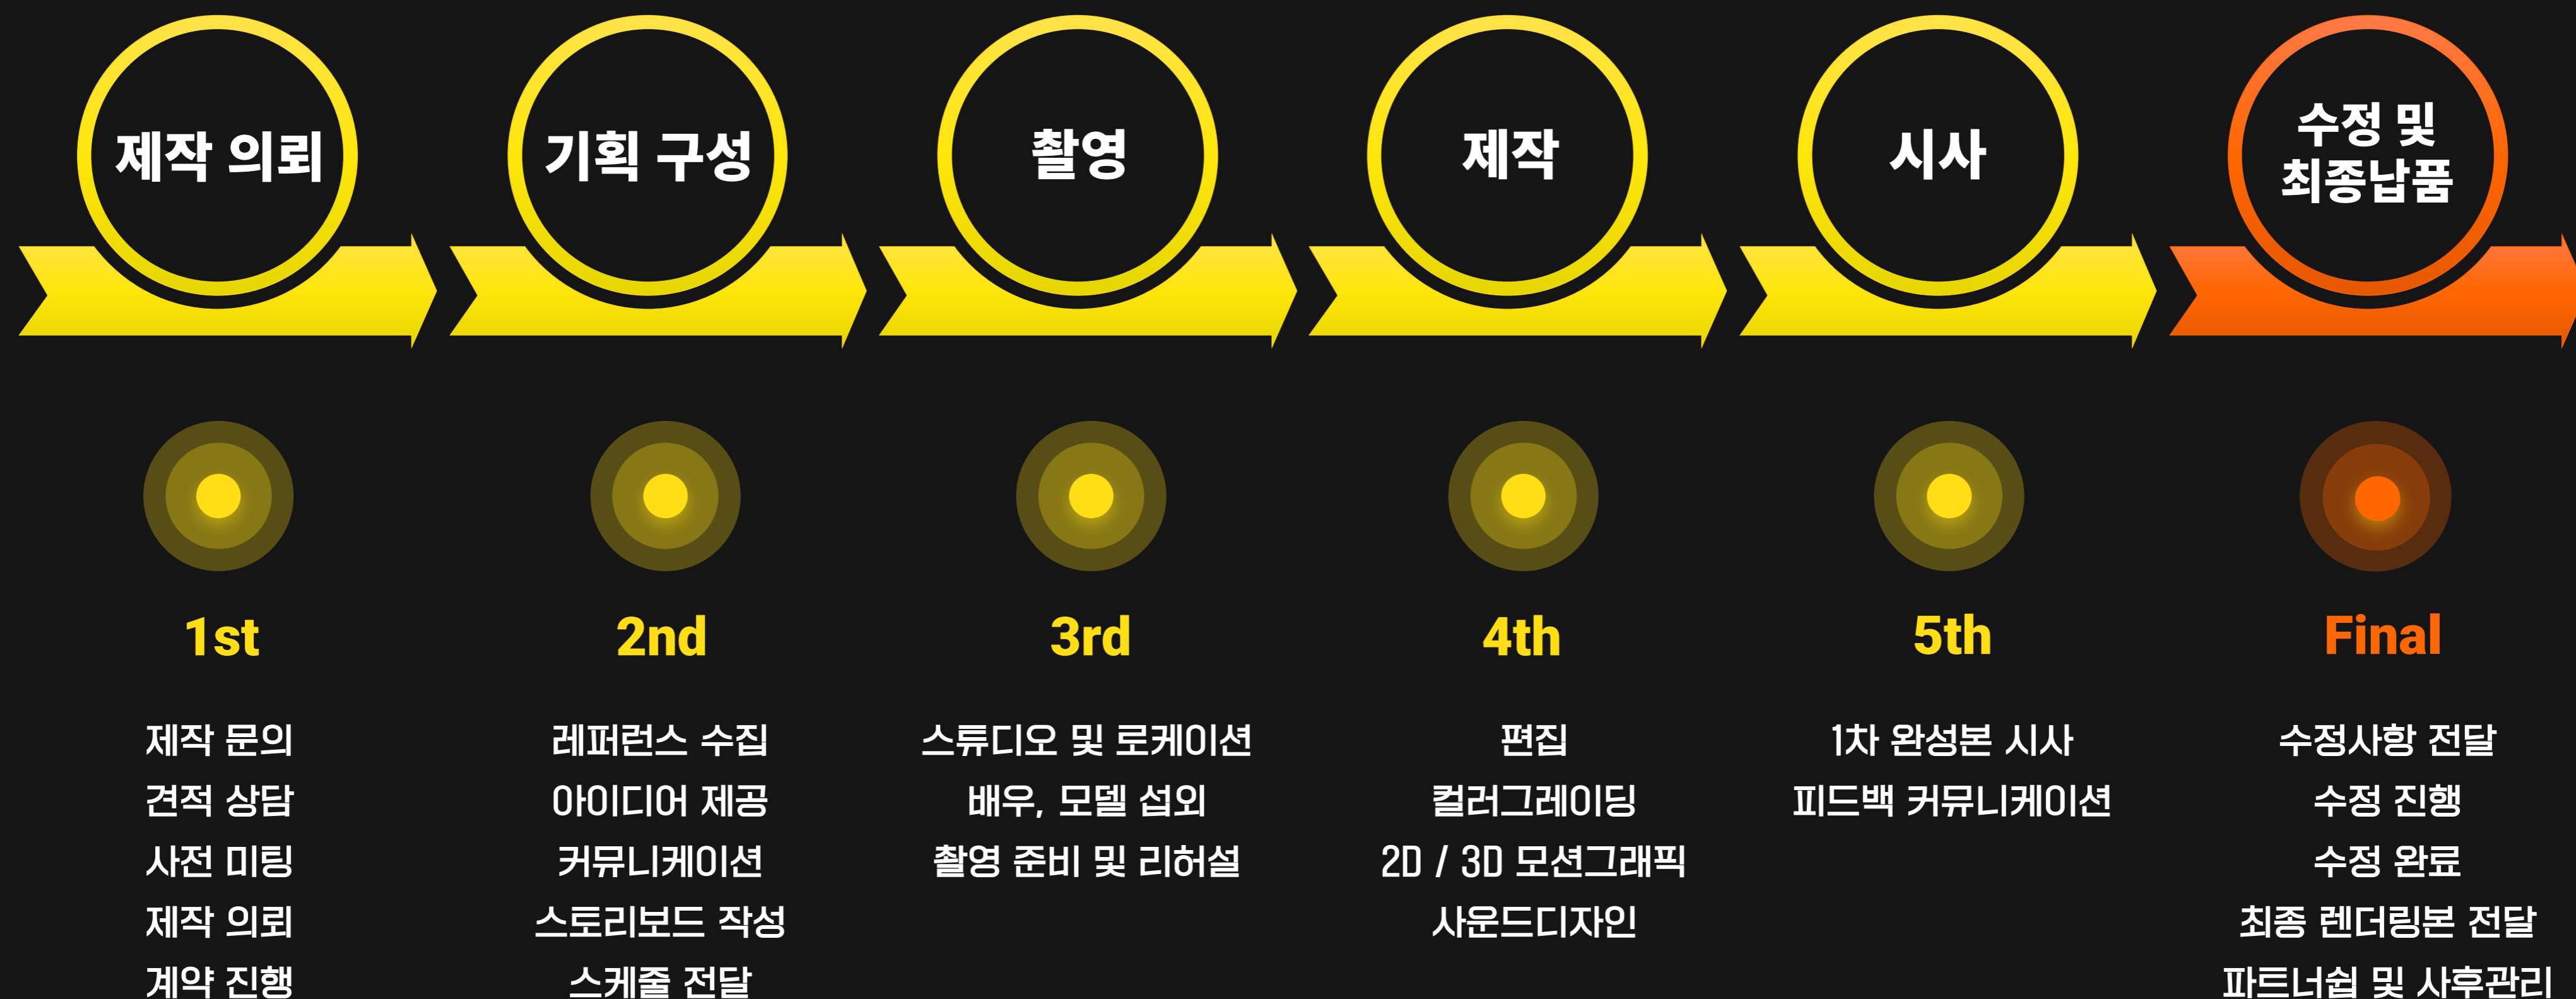 제작 의뢰
기획 구성
촬영
제작
시사
수정 및
최종납품
1st
2nd
3rd
4th
5th
Final
제작 문의
견적 상담
사전 미팅
제작 의뢰
계약 진행
레퍼런스 수집
아이디어 제공
커뮤니케이션
스토리보드 작성
스케줄 전달
스튜디오 및 로케이션
배우, 모델 섭외
촬영 준비 및 리허설
편집
컬러그레이딩
2D / 3D 모션그래픽
사운드디자인
1차 완성본 시사
피드백 커뮤니케이션
수정사항 전달
수정 진행
수정 완료
최종 렌더링본 전달
파트너쉽 및 사후관리